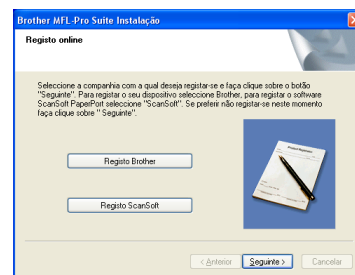 Brother MFL-Pro Suite Instalação
Registo online
Seleccione a companhia com a qual deseja registar-se e faça clique sobre o botão
"Seguinte". Para registar o seu dispositivo seleccione Brother, para registar o software
ScanSoft PaperPort seleccione "ScanSoft". Se preferir não registar-se neste momento
faça clique sobre " Seguinte".
Registo Brother
Registo ScanSoft
< Anterior
Seguinte >
Cancelar